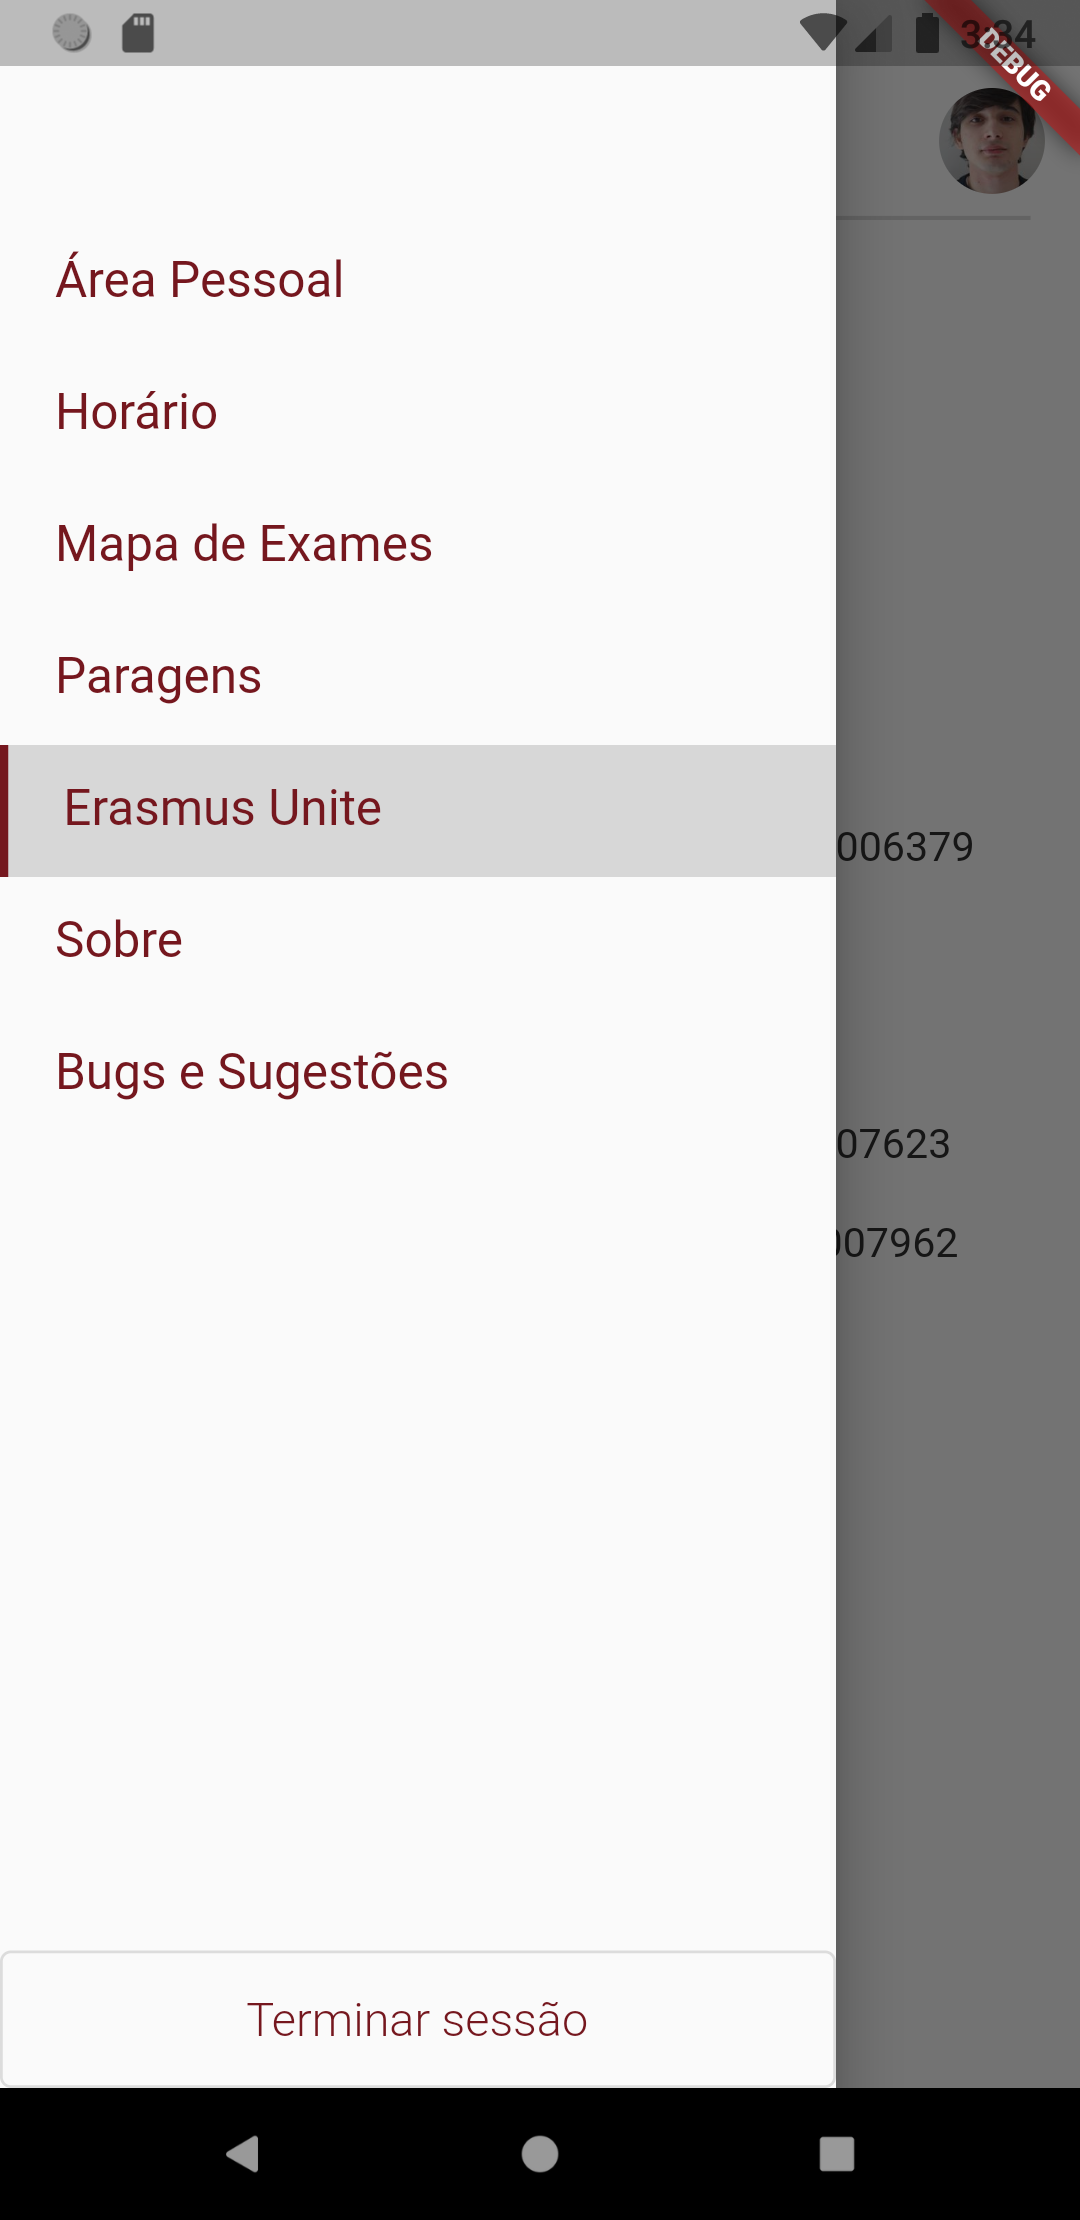 3:34
DEBUG
Área Pessoal
Horário
Mapa de Exames
Paragens
Erasmus Unite
006379
Sobre
Bugs e Sugestões
07623
007962
Terminar sessão